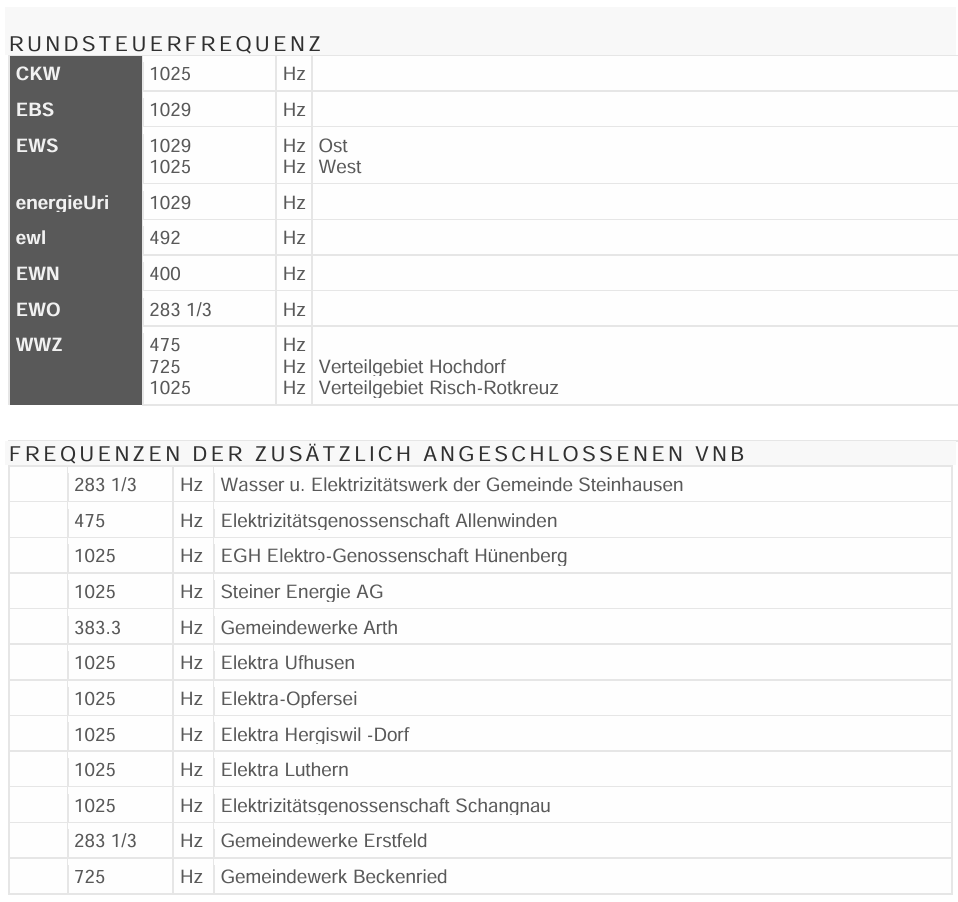 RUNDSTEUERFREQUENZ
CKW 1025 Hz
EBS 1029 Hz
EWS 1029 Hz Ost
1025 Hz West
energieUri 1029 Hz
ewl 492 Hz
EWN 400 Hz
EWO 283 1/3 Hz
WWZ 475 Hz
725 Hz Verteilgebiet Hochdorf
1025 Hz Verteilgebiet Risch-Rotkreuz
FREQUENZEN DER ZUSÄTZLICH ANGESCHLOSSENEN VNB
283 1/3 Hz Wasser u. Elektrizitätswerk der Gemeinde Steinhausen
475 Hz Elektrizitätsgenossenschaft Allenwinden
1025 Hz EGH Elektro-Genossenschaft Hünenberg
1025 Hz Steiner Energie AG
383.3 Hz Gemeindewerke Arth
1025 Hz Elektra Ufhusen
1025 Hz Elektra-Opfersei
1025 Hz Elektra Hergiswil -Dorf
1025 Hz Elektra Luthern
1025 Hz Elektrizitätsgenossenschaft Schangnau
283 1/3 Hz Gemeindewerke Erstfeld
725 Hz Gemeindewerk Beckenried